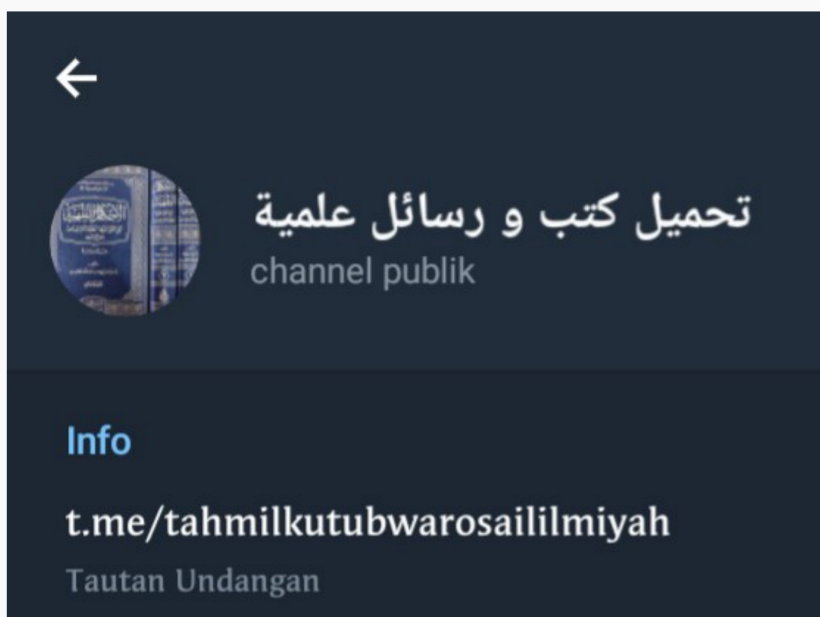 تحميل كتب و رسائل علمية
channel publik
Info
t.me/tahmilkutubwarosaililmiyah
Tautan Undangan